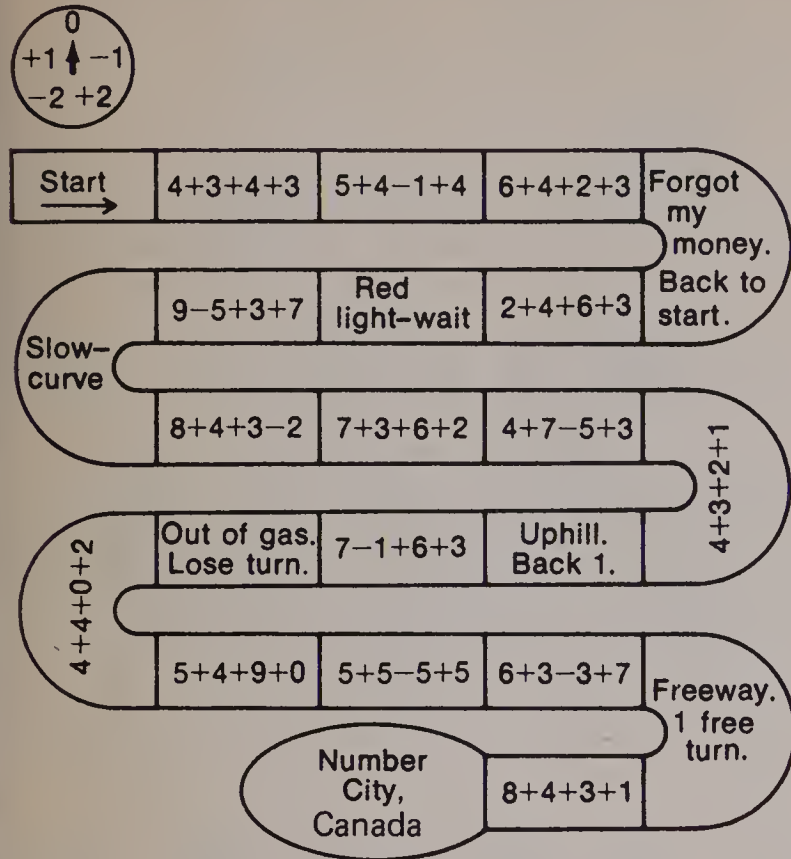 0
+1 -1
-2 +2
Start
4+3+4+3
5+4-1+4
6+4+2+3
Forgot
my
money.
Back to
start.
2+4+6+3
Red
light-wait
9-5+3+7
Slow-
curve
8+4+3-2
7+3+6+2
4+7-5+3
4+3+2+1
Uphill.
Back 1.
7-1+6+3
Out of gas.
Lose turn.
4+4+0+2
5+4+9+0
5+5-5+5
6+3-3+7
Freeway.
1 free
turn.
8+4+3+1
Number
City,
Canada